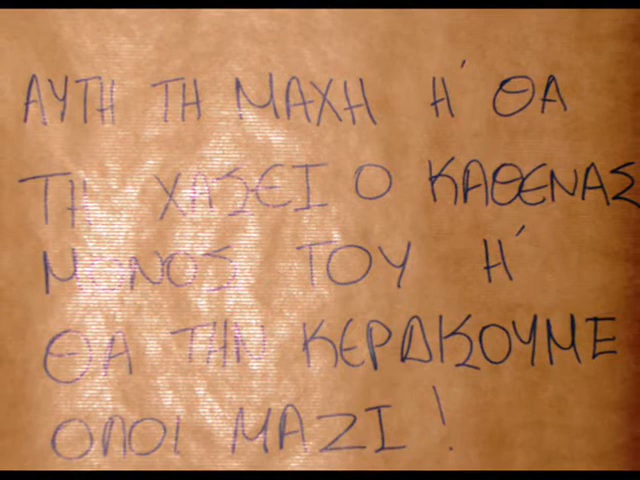 ΑΥΤΗ ΤΗ ΜΑΧΗ Η΄ ΘΑ
ΤΗ ΧΑΣΕΙ Ο ΚΑΘΕΝΑΣ
ΜΟΝΟΣ ΤΟΥ Η΄
ΘΑ ΤΗΝ ΚΕΡΔΙΣΟΥΜΕ
ΟΛΟΙ ΜΑΖΙ!